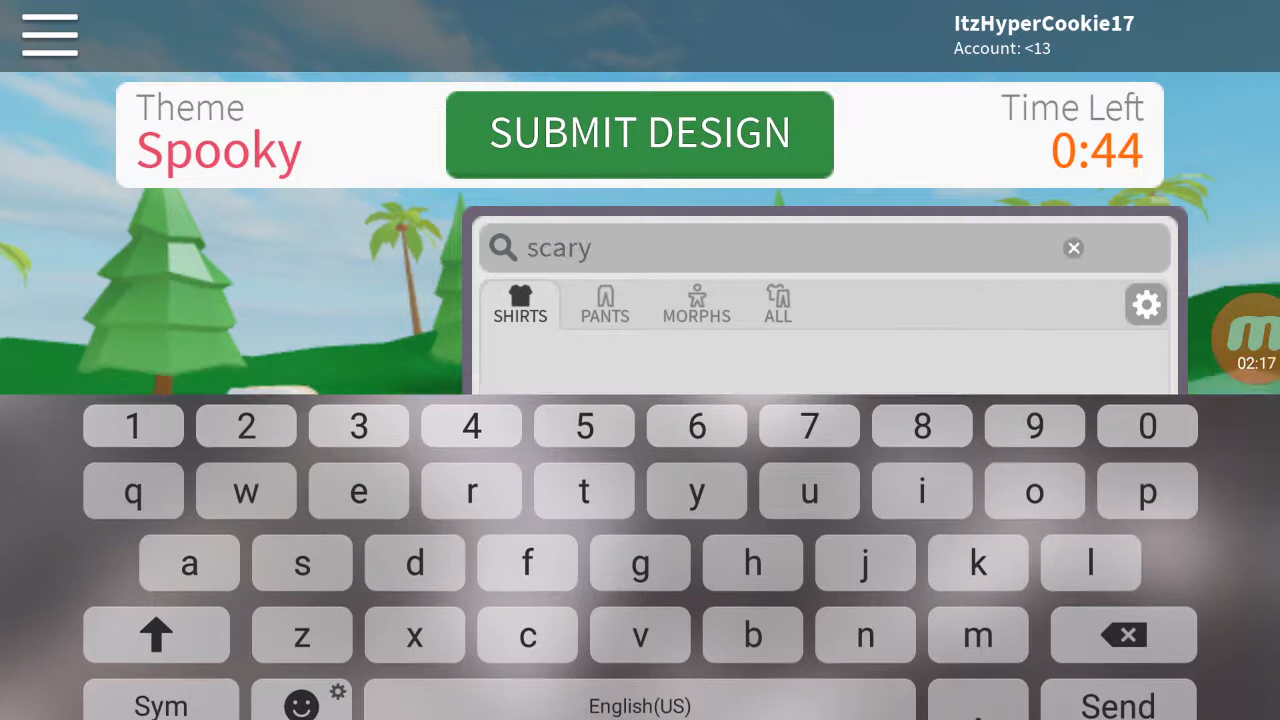 ItzHyperCookie17
Account: <13
Theme
Spooky
SUBMIT DESIGN
Time Left
0:44
scary
SHIRTS PANTS MORPHS ALL
02:17
1 2 3 4 5 6 7 8 9 0
q w e r t y u i o p
a s d f g h j k l
z x c v b n m
Sym English(US) . Send